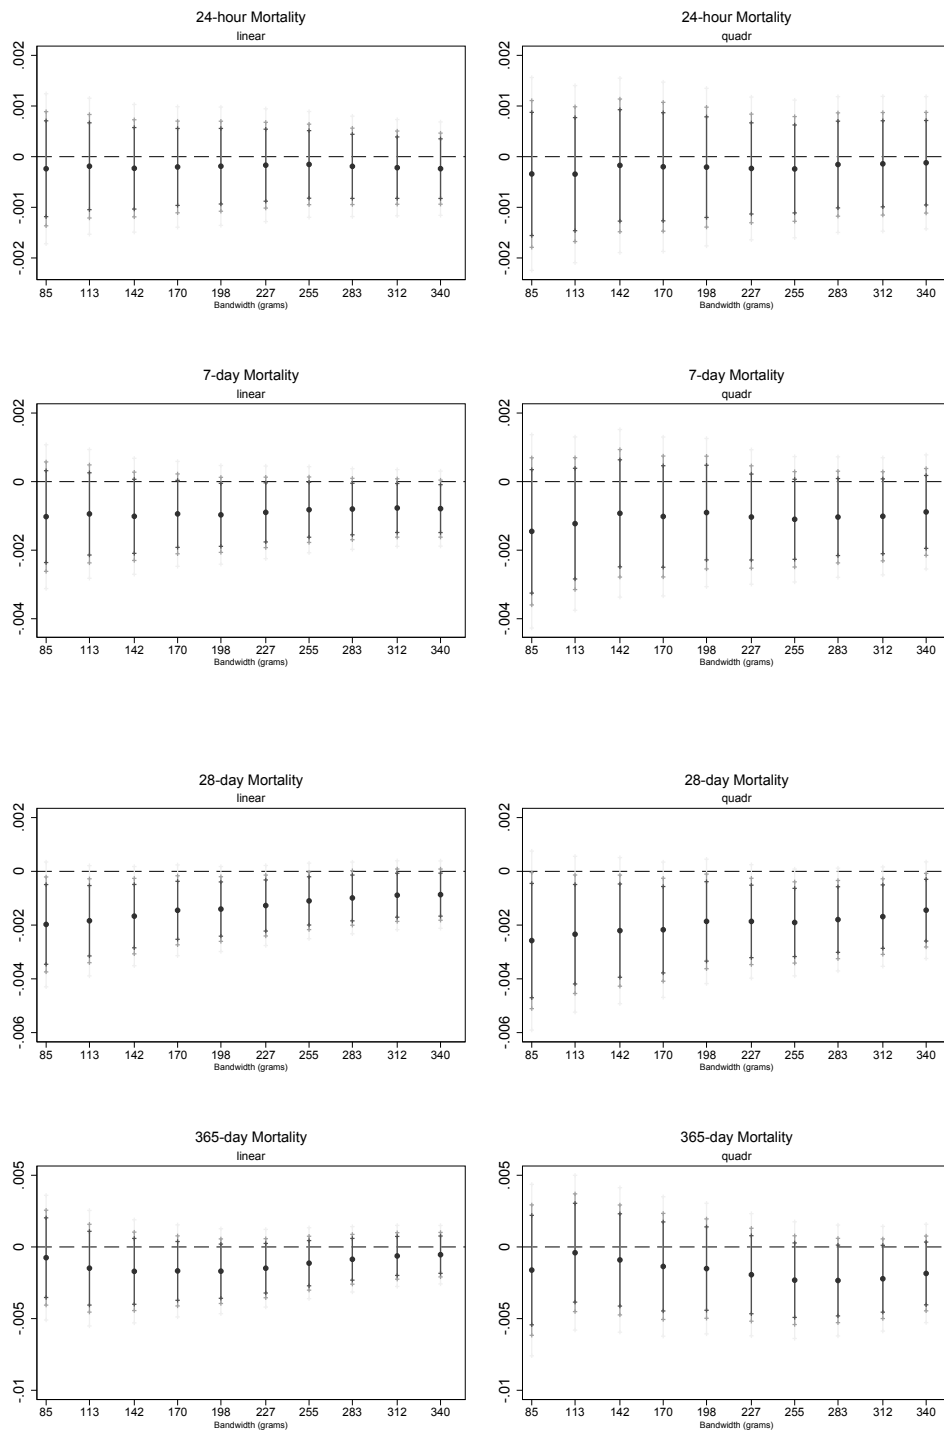 24-hour Mortality
linear
.002
.001
0
-.001
-.002
85 113 142 170 198 227 255 283 312 340
Bandwidth (grams)
24-hour Mortality
quadr
.002
.001
0
-.001
-.002
85 113 142 170 198 227 255 283 312 340
Bandwidth (grams)
7-day Mortality
linear
.002
0
-.002
-.004
85 113 142 170 198 227 255 283 312 340
Bandwidth (grams)
7-day Mortality
quadr
.002
0
-.002
-.004
85 113 142 170 198 227 255 283 312 340
Bandwidth (grams)
28-day Mortality
linear
.002
0
-.002
-.004
-.006
85 113 142 170 198 227 255 283 312 340
Bandwidth (grams)
28-day Mortality
quadr
.002
0
-.002
-.004
-.006
85 113 142 170 198 227 255 283 312 340
Bandwidth (grams)
365-day Mortality
linear
.005
0
-.005
-.01
85 113 142 170 198 227 255 283 312 340
Bandwidth (grams)
365-day Mortality
quadr
.005
0
-.005
-.01
85 113 142 170 198 227 255 283 312 340
Bandwidth (grams)